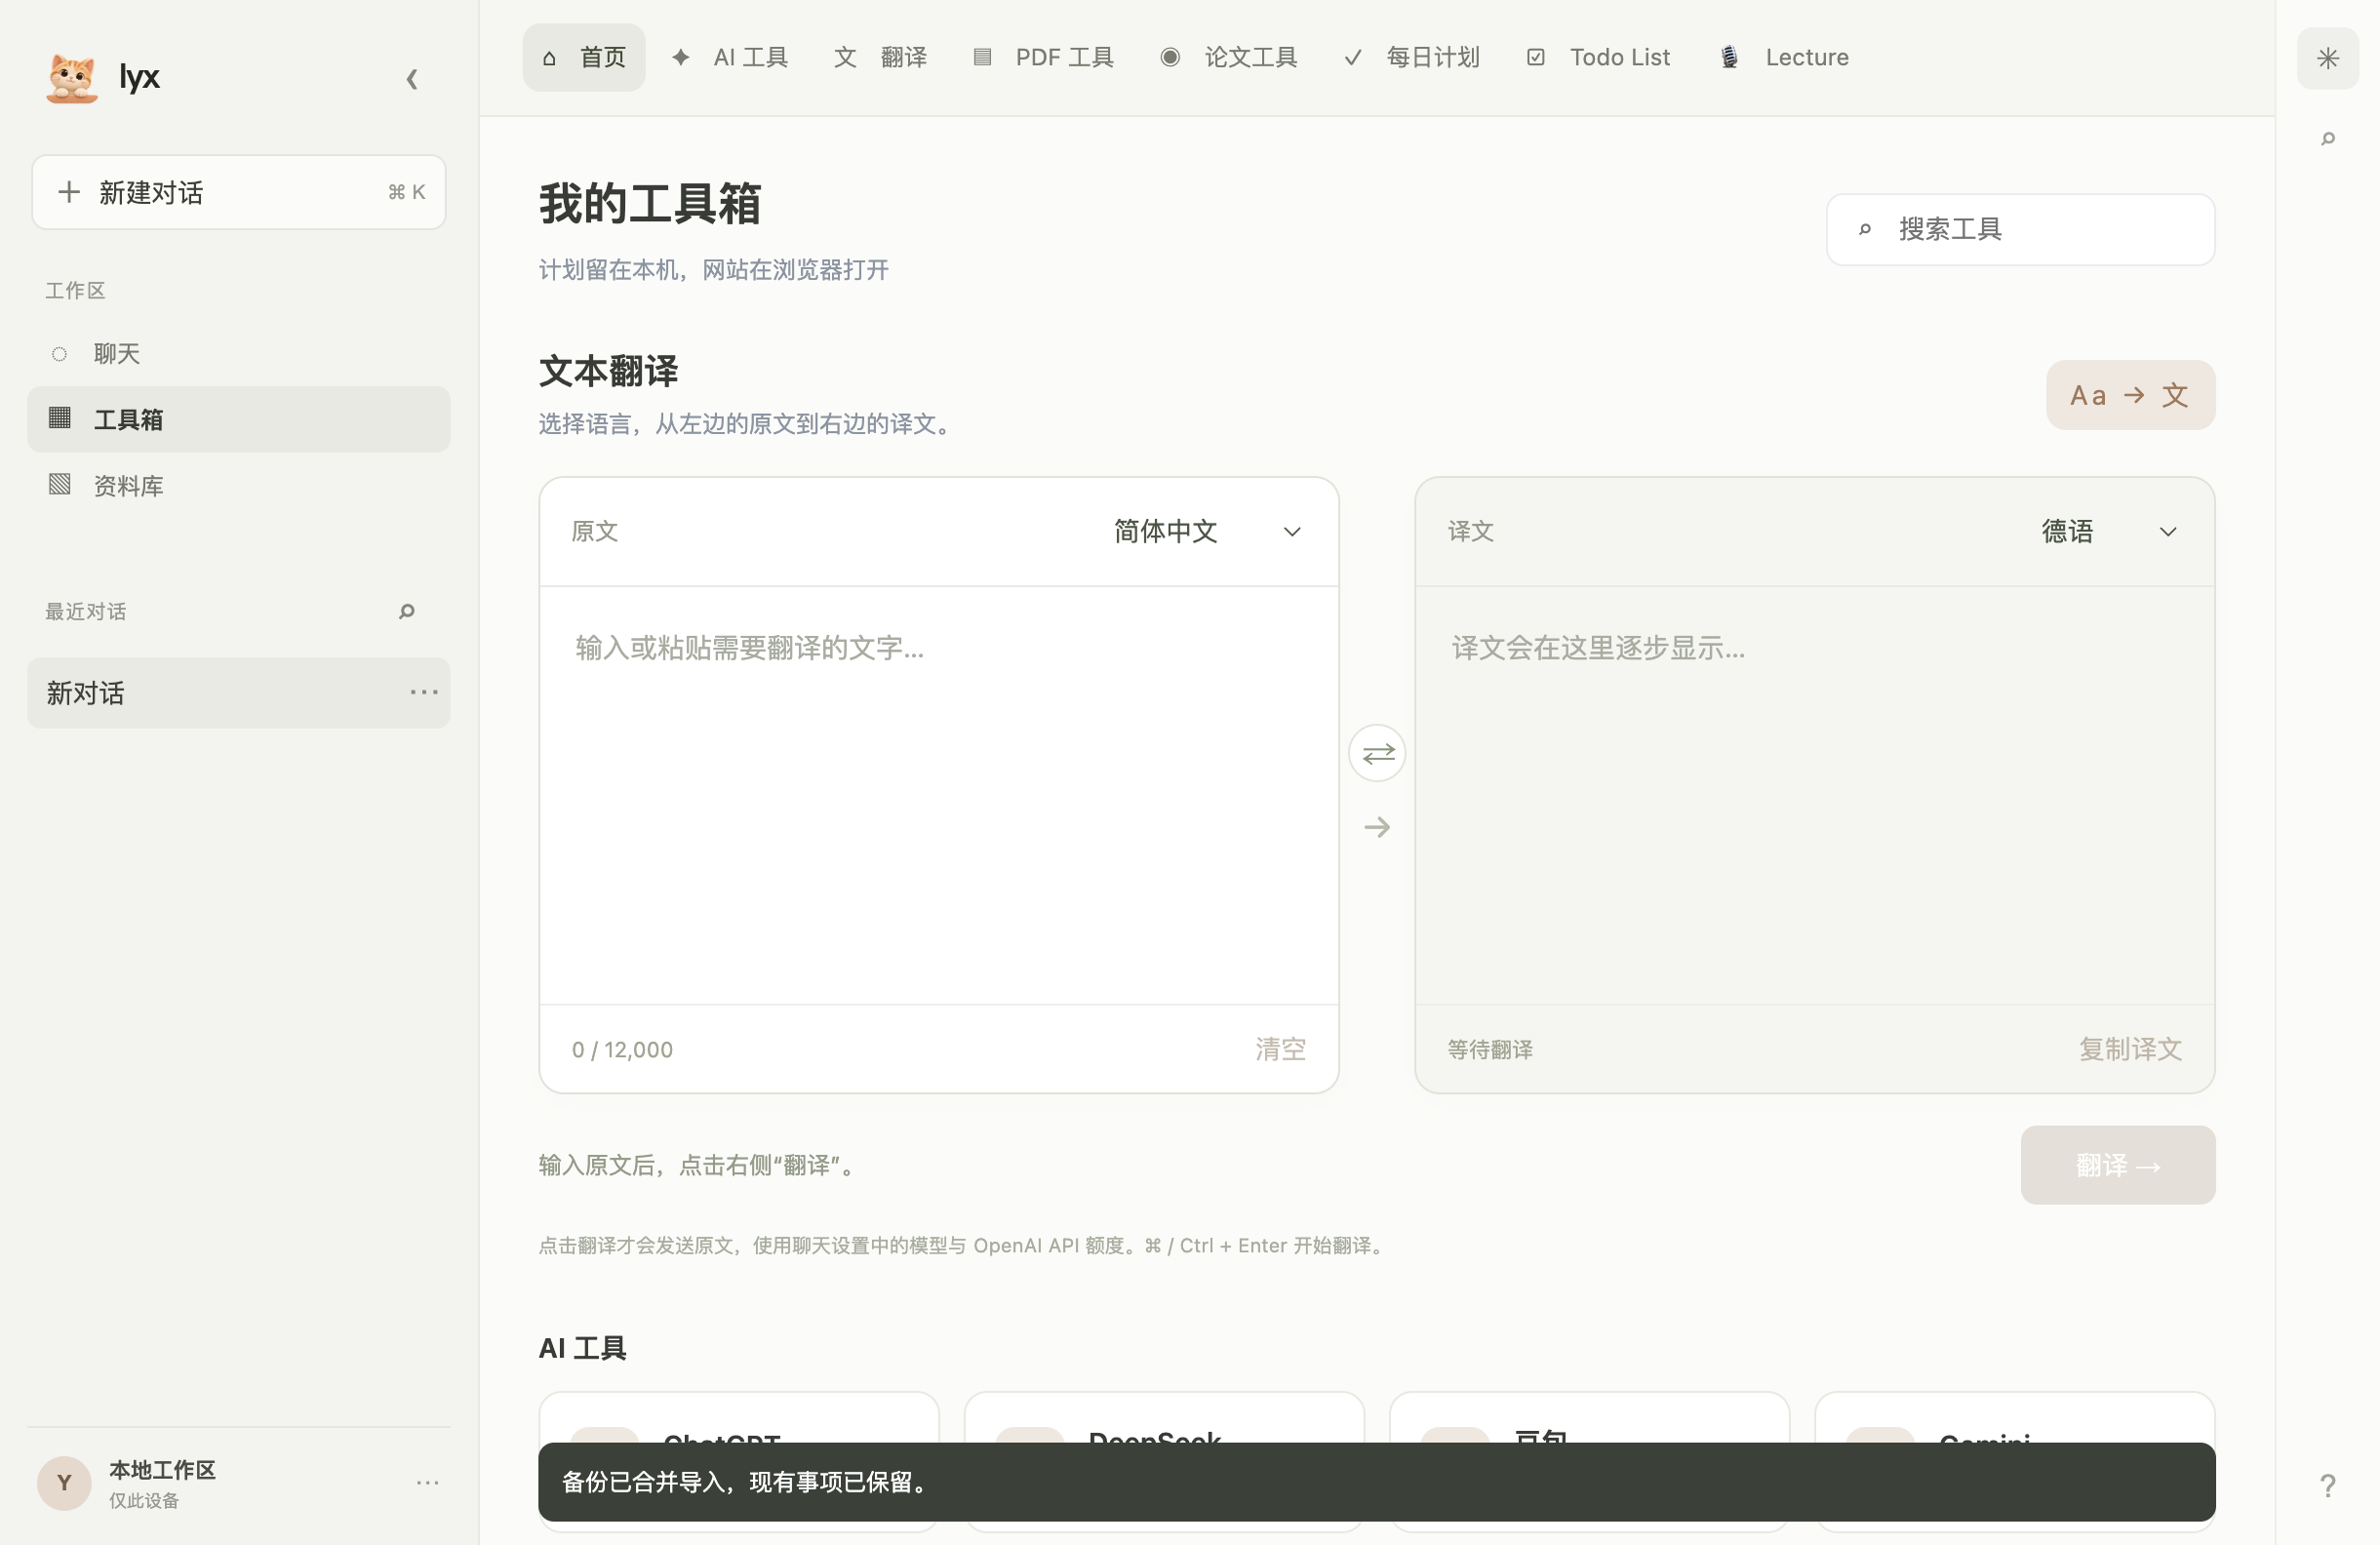 lyx
新建对话
⌘ K
工作区
聊天
工具箱
资料库
最近对话
新对话
Y
本地工作区
仅此设备
首页
AI 工具
文 翻译
PDF 工具
论文工具
每日计划
Todo List
Lecture
我的工具箱
计划留在本机，网站在浏览器打开
搜索工具
文本翻译
选择语言，从左边的原文到右边的译文。
Aa → 文
原文
简体中文
输入或粘贴需要翻译的文字...
0 / 12,000
清空
译文
德语
译文会在这里逐步显示...
等待翻译
复制译文
输入原文后，点击右侧“翻译”。
翻译 →
点击翻译才会发送原文，使用聊天设置中的模型与 OpenAI API 额度。⌘ / Ctrl + Enter 开始翻译。
AI 工具
ChatGPT
DeepSeek
豆包
Gemini
备份已合并导入，现有事项已保留。
?